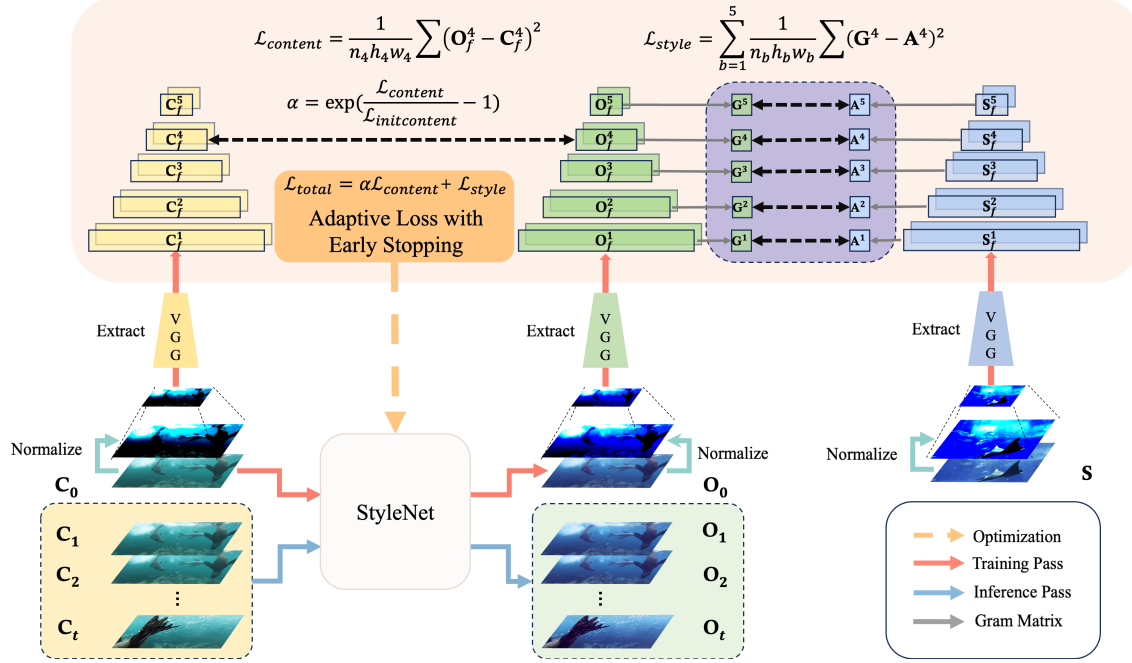 ℒ_content = 1/(n_4 h_4 w_4) ∑(O_f^4 − C_f^4)^2
ℒ_style = ∑_{b=1}^{5} 1/(n_b h_b w_b) ∑(G^4 − A^4)^2
α = exp(ℒ_content/ℒ_initcontent − 1)
C_f^5
O_f^5
G^5
A^5
S_f^5
C_f^4
O_f^4
G^4
A^4
S_f^4
C_f^3
O_f^3
G^3
A^3
S_f^3
C_f^2
O_f^2
G^2
A^2
S_f^2
C_f^1
O_f^1
G^1
A^1
S_f^1
ℒ_total = αℒ_content + ℒ_style
Adaptive Loss with
Early Stopping
Extract
V
G
G
Extract
V
G
G
Extract
V
G
G
Normalize
Normalize
Normalize
C_0
O_0
S
StyleNet
C_1
C_2
⋮
C_t
O_1
O_2
⋮
O_t
Optimization
Training Pass
Inference Pass
Gram Matrix